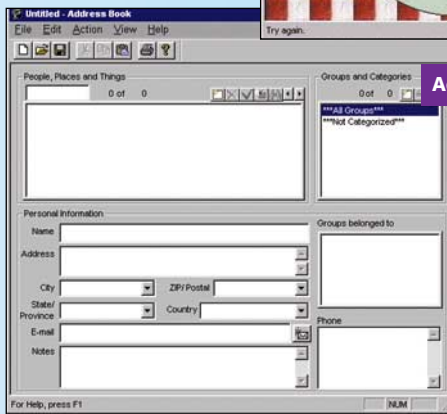 Untitled - Address Book
File Edit Action View Help
Try again.
A
People, Places and Things
0 of 0
Groups and Categories
0 of 0
***All Groups***
***Not Categorized***
Personal Information
Name
Address
City
ZIP/Postal
State/
Province
Country
E-mail
Notes
Groups belonged to
Phone
For Help, press F1
NUM